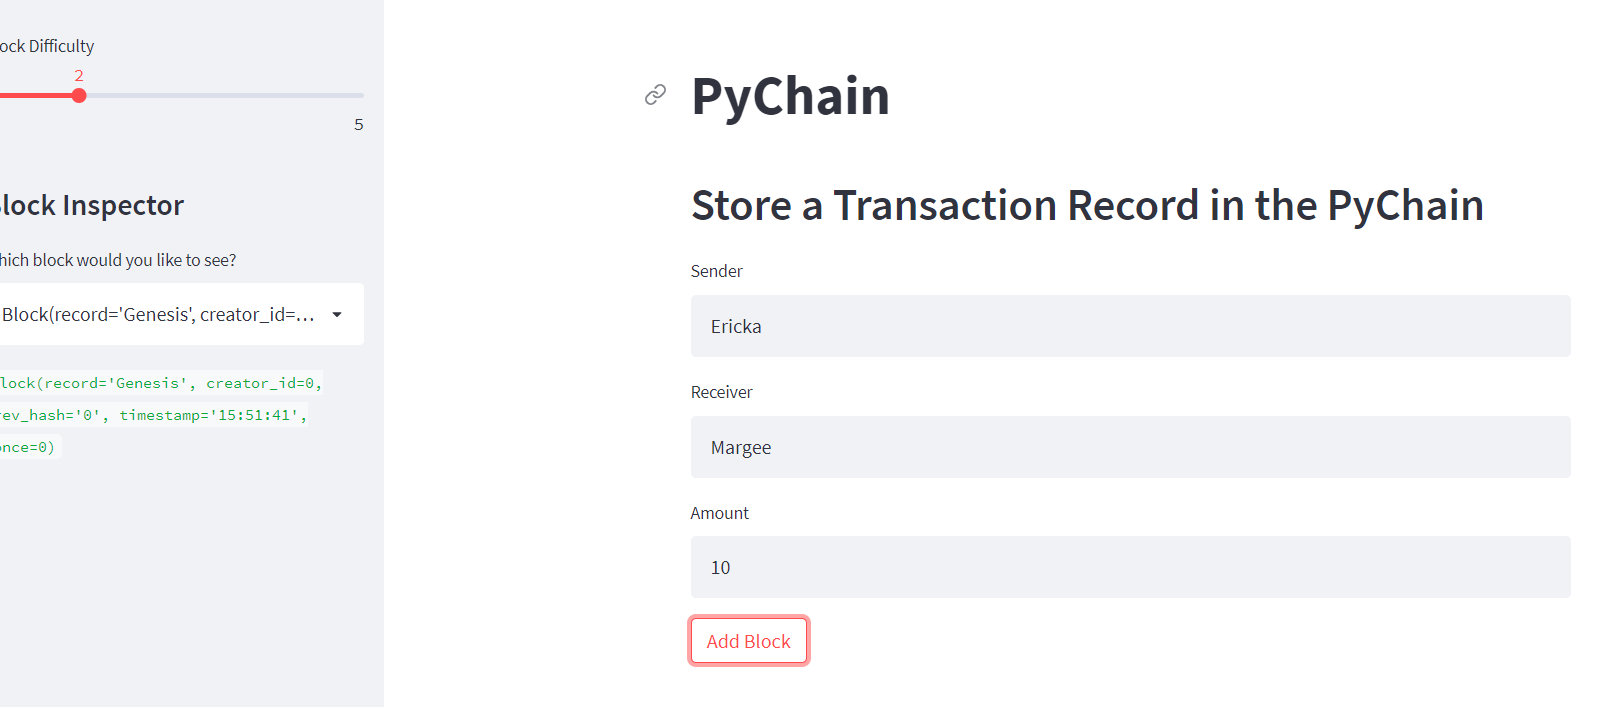 ock Difficulty
2
5
lock Inspector
hich block would you like to see?
Block(record='Genesis', creator_id=...
lock(record='Genesis', creator_id=0,
rev_hash='0', timestamp='15:51:41',
once=0)
PyChain
Store a Transaction Record in the PyChain
Sender
Ericka
Receiver
Margee
Amount
10
Add Block